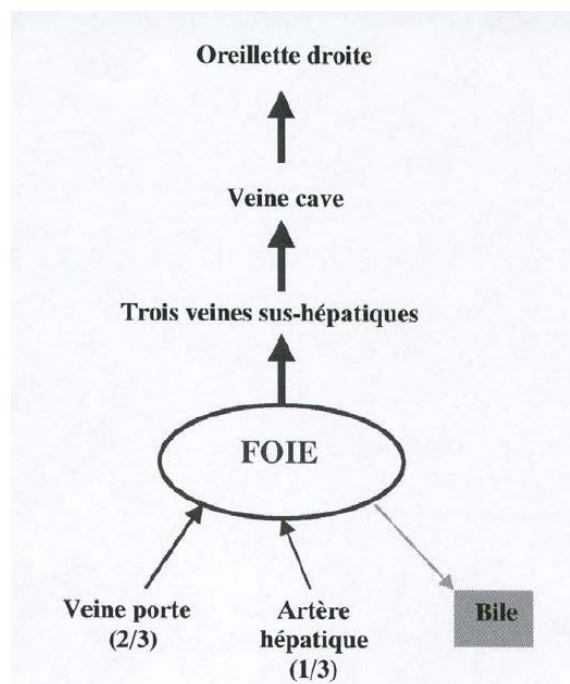 Oreillette droite
Veine cave
Trois veines sus-hépatiques
FOIE
Veine porte
(2/3)
Artère
hépatique
(1/3)
Bile